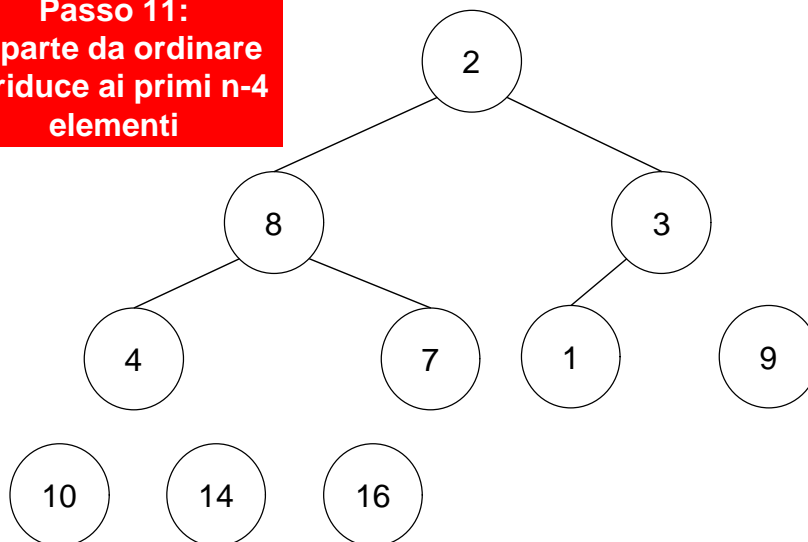 Passo 11:
parte da ordinare
riduce ai primi n-4
elementi
2
8 3
4 7 1 9
10 14 16